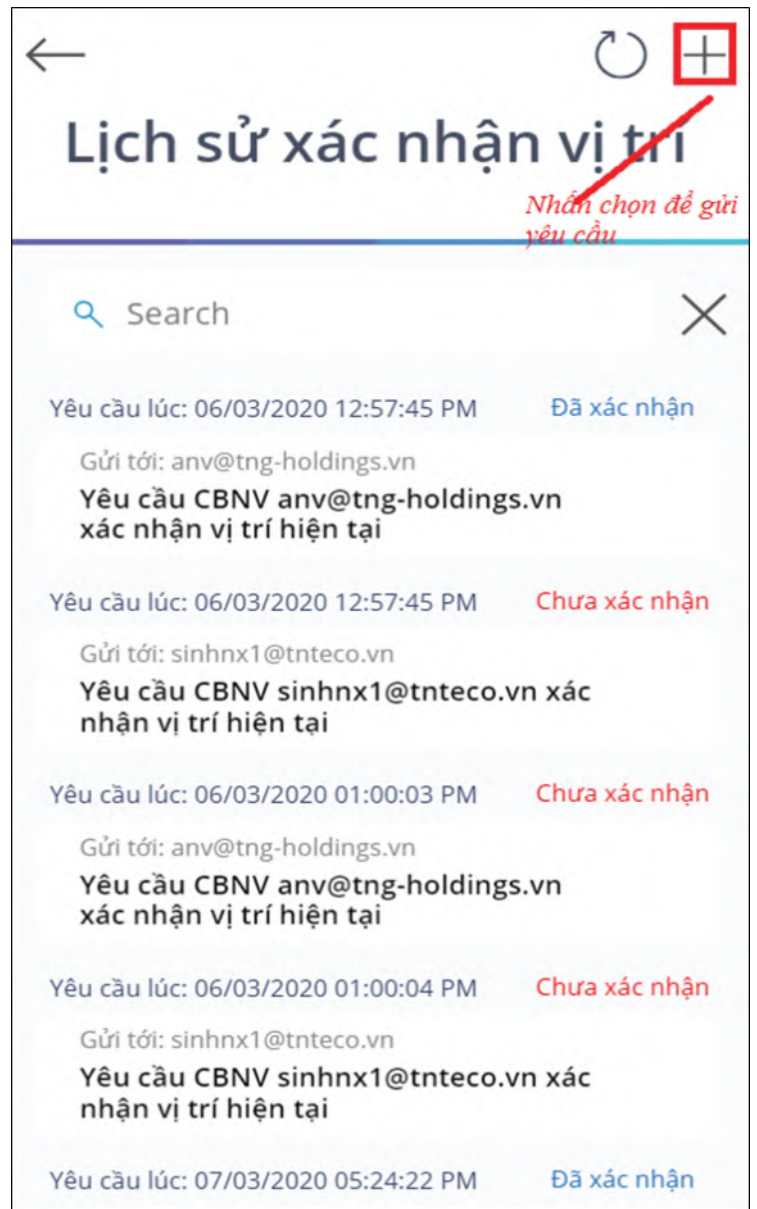 Lịch sử xác nhận vị trí
Nhấn chọn để gửi
yêu cầu
Search
Yêu cầu lúc: 06/03/2020 12:57:45 PM Đã xác nhận
Gửi tới: anv@tng-holdings.vn
Yêu cầu CBNV anv@tng-holdings.vn
xác nhận vị trí hiện tại
Yêu cầu lúc: 06/03/2020 12:57:45 PM Chưa xác nhận
Gửi tới: sinhnx1@tnteco.vn
Yêu cầu CBNV sinhnx1@tnteco.vn xác
nhận vị trí hiện tại
Yêu cầu lúc: 06/03/2020 01:00:03 PM Chưa xác nhận
Gửi tới: anv@tng-holdings.vn
Yêu cầu CBNV anv@tng-holdings.vn
xác nhận vị trí hiện tại
Yêu cầu lúc: 06/03/2020 01:00:04 PM Chưa xác nhận
Gửi tới: sinhnx1@tnteco.vn
Yêu cầu CBNV sinhnx1@tnteco.vn xác
nhận vị trí hiện tại
Yêu cầu lúc: 07/03/2020 05:24:22 PM Đã xác nhận